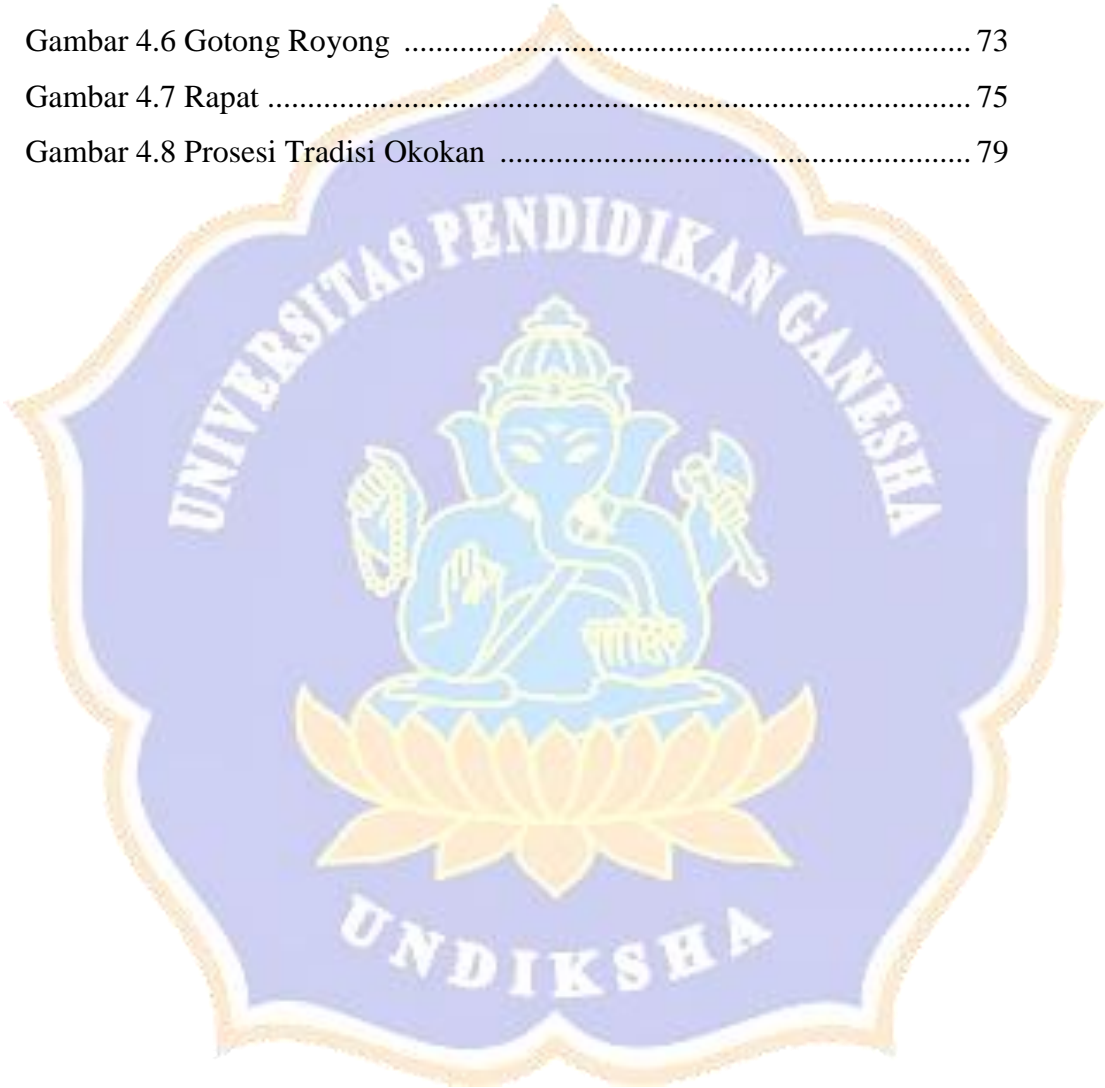 Gambar 4.6 Gotong Royong ............................................................ 73
Gambar 4.7 Rapat ........................................................................... 75
Gambar 4.8 Prosesi Tradisi Okokan .................................................. 79
UNIVERSITAS PENDIDIKAN GANESHA
UNDIKSHA